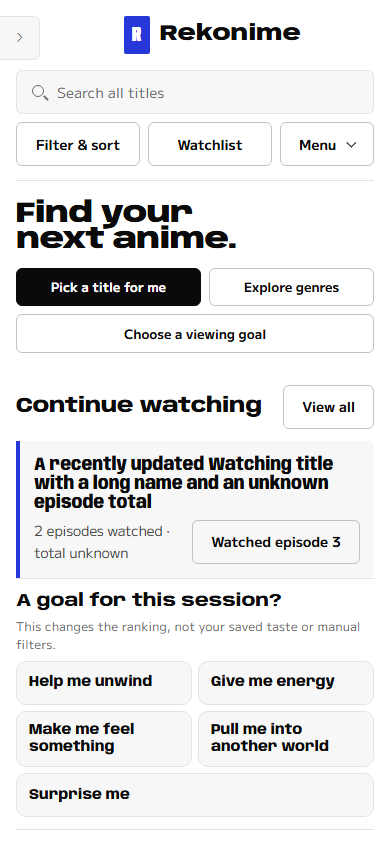 R Rekonime
Search all titles
Filter & sort
Watchlist
Menu
Find your
next anime.
Pick a title for me
Explore genres
Choose a viewing goal
Continue watching
View all
A recently updated Watching title
with a long name and an unknown
episode total
2 episodes watched ·
total unknown
Watched episode 3
A goal for this session?
This changes the ranking, not your saved taste or manual
filters.
Help me unwind
Give me energy
Make me feel
something
Pull me into
another world
Surprise me